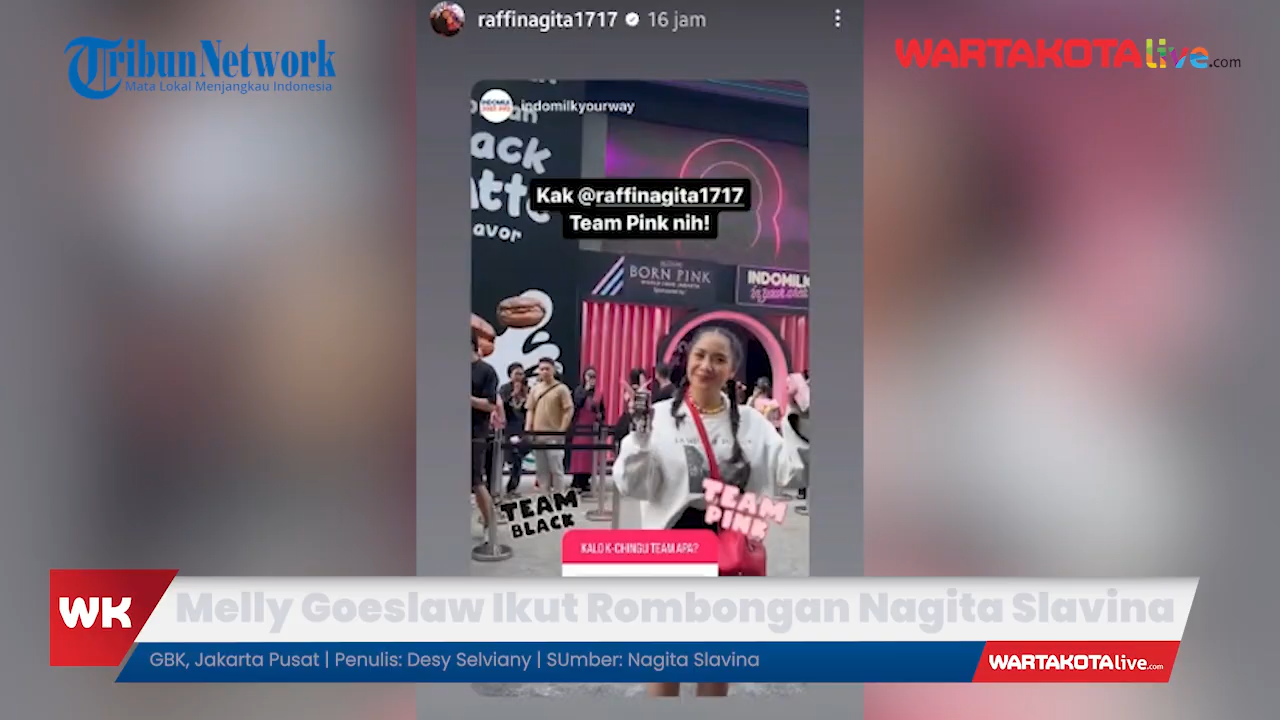 raffinagita1717 16 jam
TribunNetwork
Mata Lokal Menjangkau Indonesia
WARTAKOTAlive.com
indomilkyourway
Kak @raffinagita1717
Team Pink nih!
avor
BORN PINK
INDOMILK
TEAM
BLACK
TEAM
PINK
KALO K-CHINGU TEAM APA?
WK
Melly Goeslaw Ikut Rombongan Nagita Slavina
GBK, Jakarta Pusat | Penulis: Desy Selviany | SUmber: Nagita Slavina
WARTAKOTAlive.com